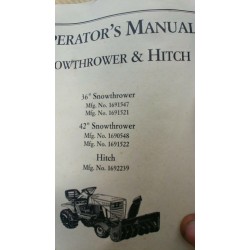 PERATOR'S MANUAL
OWTHROWER & HITCH
36" Snowthrower
Mfg. No. 1691347
Mfg. No. 1691521
42" Snowthrower
Mfg. No. 1690548
Mfg. No. 1691522
Hitch
Mfg. No. 1692239